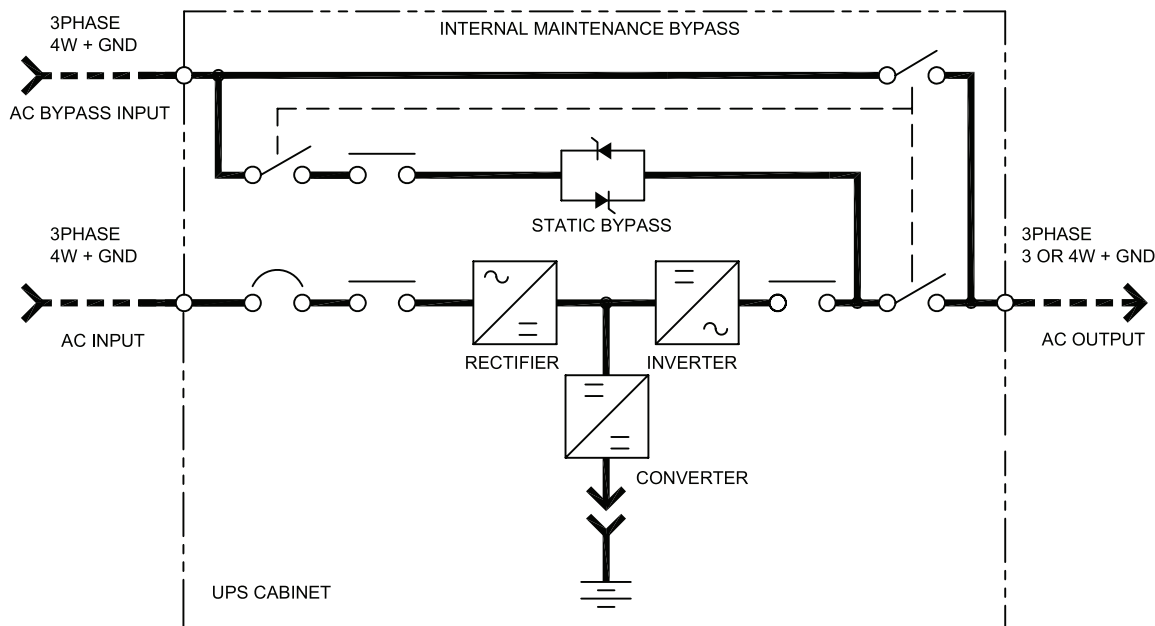 3PHASE
4W + GND
INTERNAL MAINTENANCE BYPASS
AC BYPASS INPUT
STATIC BYPASS
3PHASE
4W + GND
3PHASE
3 OR 4W + GND
AC INPUT
RECTIFIER
INVERTER
AC OUTPUT
CONVERTER
UPS CABINET